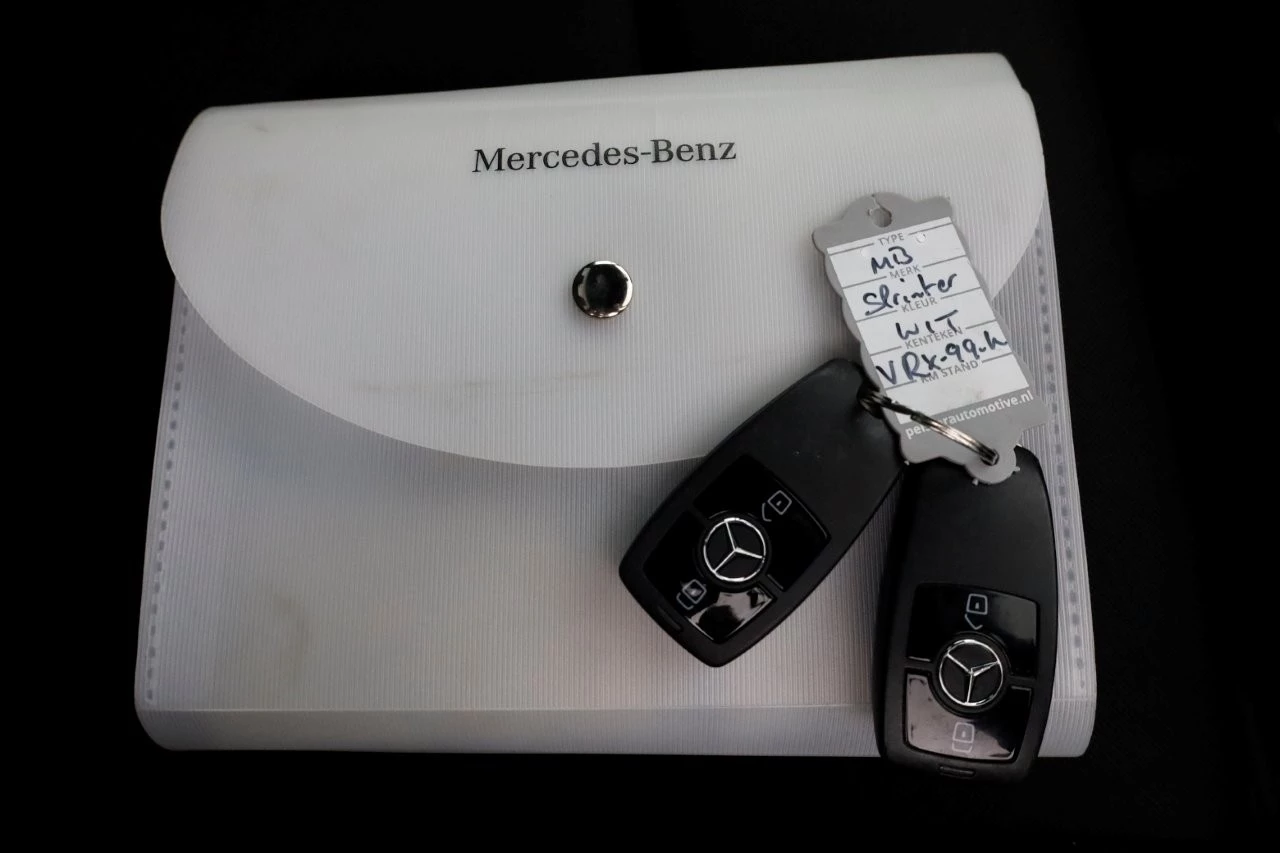 Mercedes-Benz
TYPE
MB
MERK
Sprinter
KLEUR
WIT
KENTEKEN
VRX-99-
KM STAND
automotive.nl